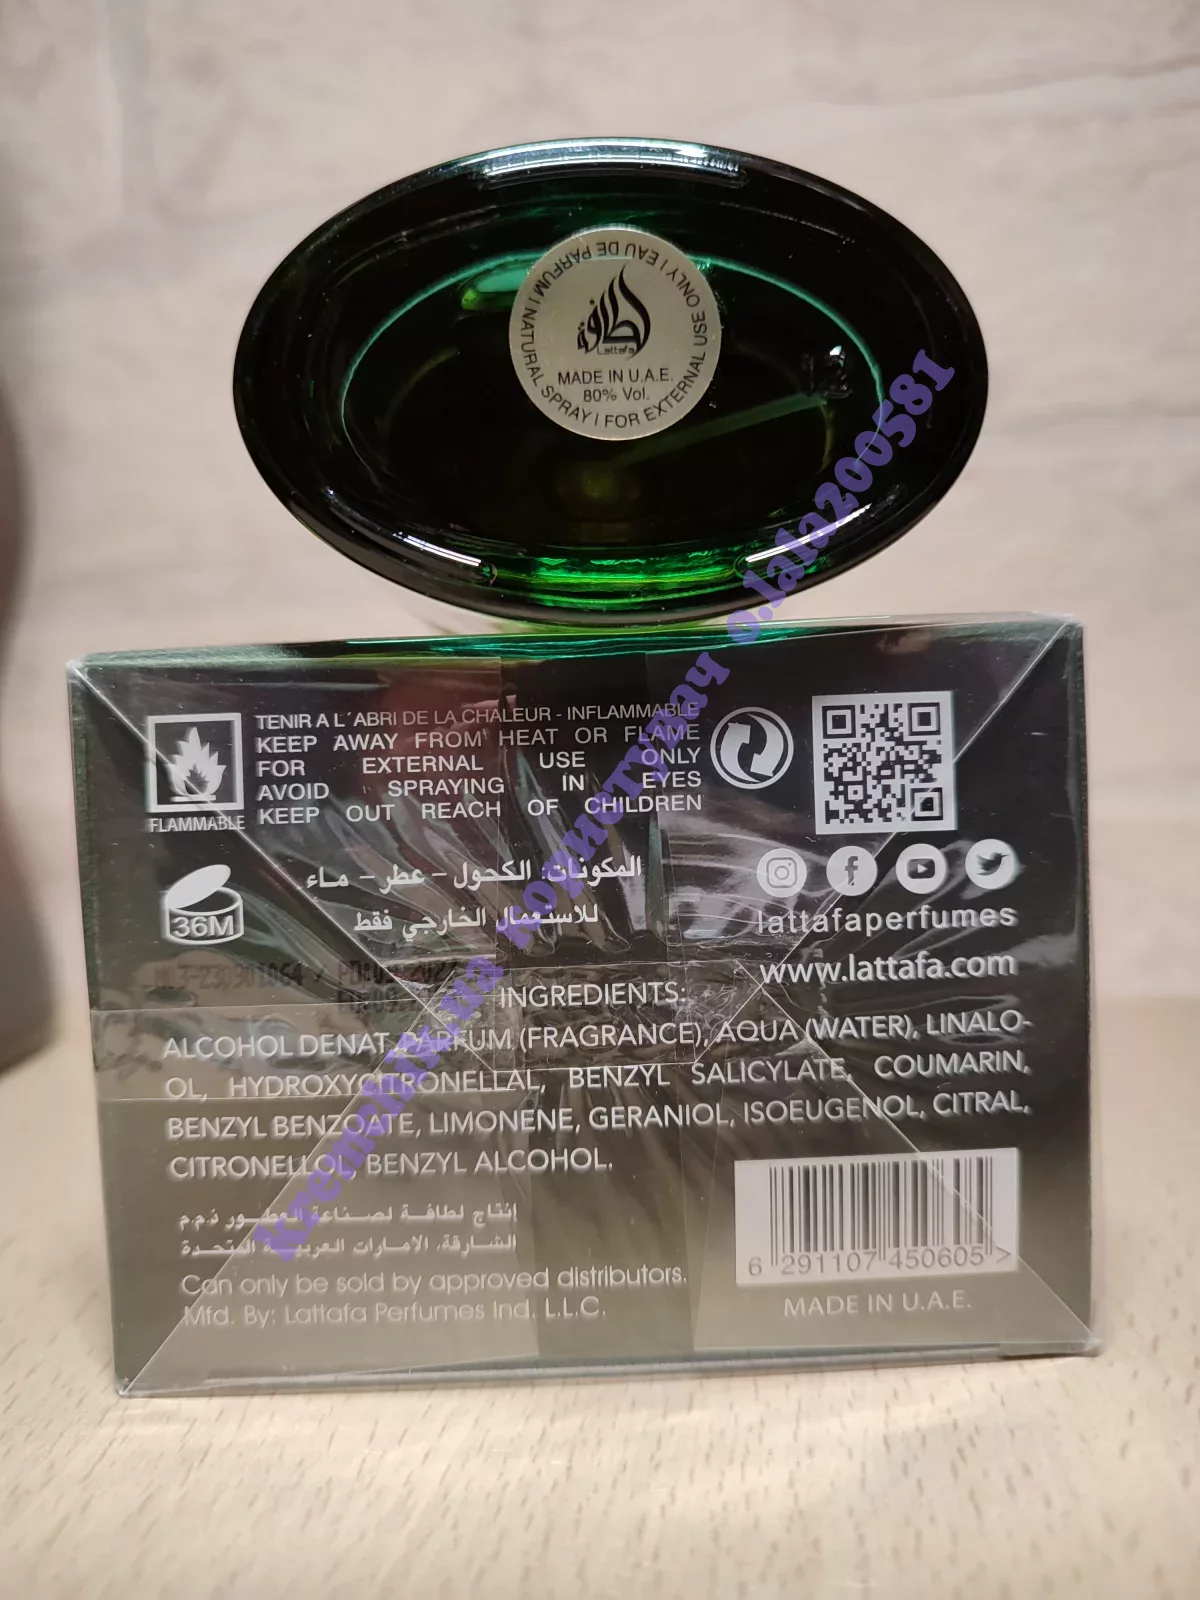 EAU DE PARFUM | NATURAL SPRAY | FOR EXTERNAL USE ONLY |
لطافة
Lattafa
MADE IN U.A.E.
80% Vol.
12
TENIR A L´ABRI DE LA CHALEUR - INFLAMMABLE
KEEP AWAY FROM HEAT OR FLAME
FOR EXTERNAL USE ONLY
AVOID SPRAYING IN EYES
KEEP OUT REACH OF CHILDREN
FLAMMABLE
36M
المكونات: الكحول - عطر - ماء
للاستعمال الخارجي فقط
lattafaperfumes
www.lattafa.com
INGREDIENTS:
ALCOHOL DENAT, PARFUM (FRAGRANCE), AQUA (WATER), LINALO-
OL, HYDROXYCITRONELLAL, BENZYL SALICYLATE, COUMARIN,
BENZYL BENZOATE, LIMONENE, GERANIOL, ISOEUGENOL, CITRAL,
CITRONELLOL, BENZYL ALCOHOL.
إنتاج لطافة لصناعة العطور ذ.م.م
الشارقة، الامارات العربية المتحدة
Can only be sold by approved distributors.
Mfd. By: Lattafa Perfumes Ind. L.L.C.
6 291107 450605 >
MADE IN U.A.E.
користувач o.lala200581